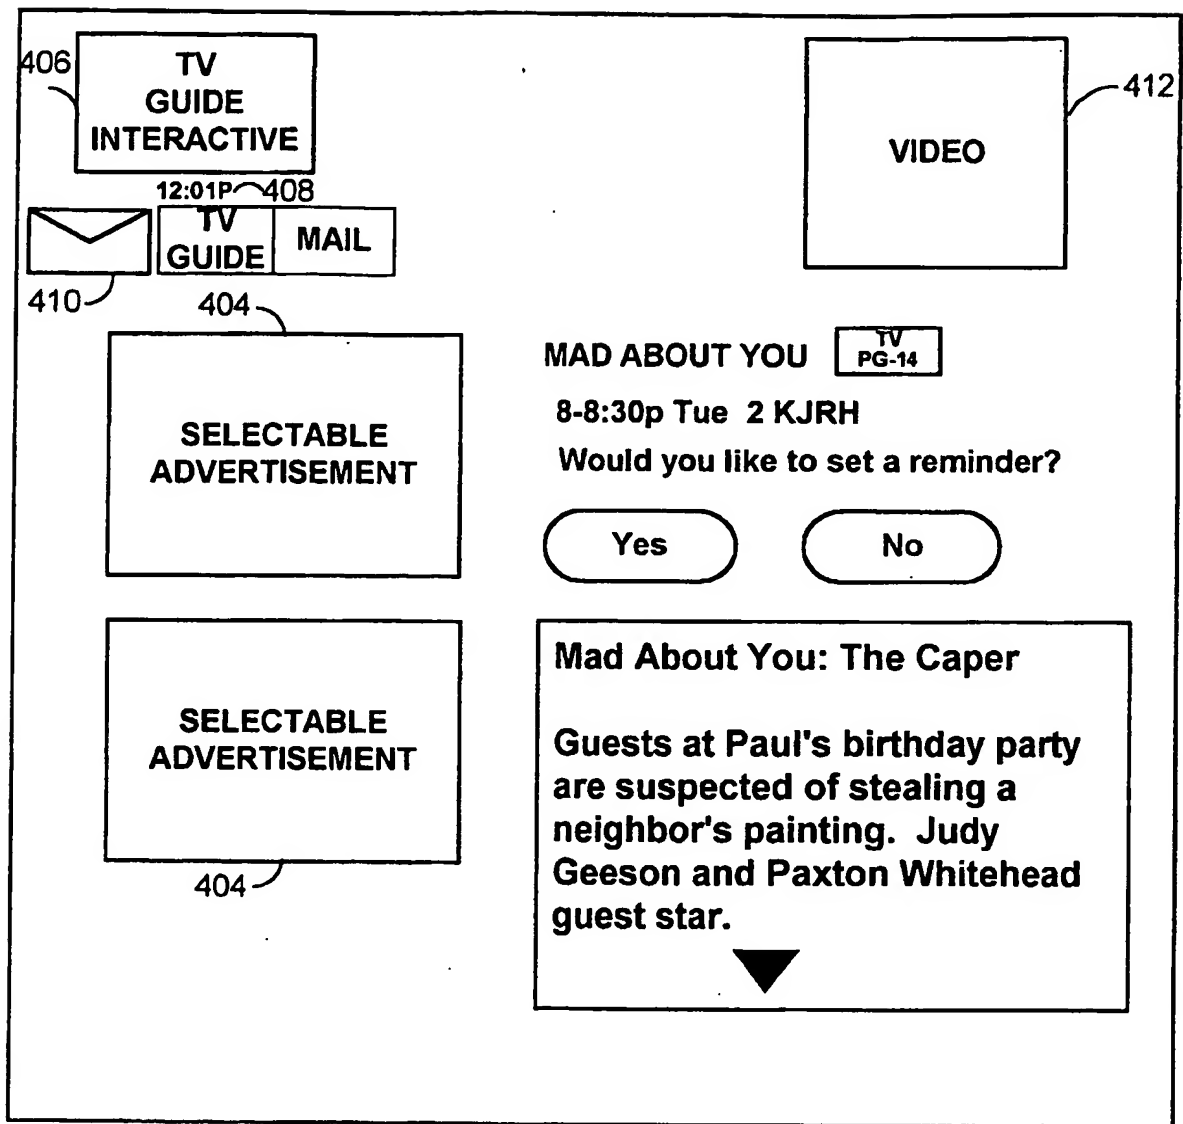 406
TV
GUIDE
INTERACTIVE
12:01P 408
TV
GUIDE
MAIL
410
VIDEO
412
404
SELECTABLE
ADVERTISEMENT
SELECTABLE
ADVERTISEMENT
404
MAD ABOUT YOU
TV
PG-14
8-8:30p Tue 2 KJRH
Would you like to set a reminder?
Yes
No
Mad About You: The Caper
Guests at Paul's birthday party
are suspected of stealing a
neighbor's painting. Judy
Geeson and Paxton Whitehead
guest star.